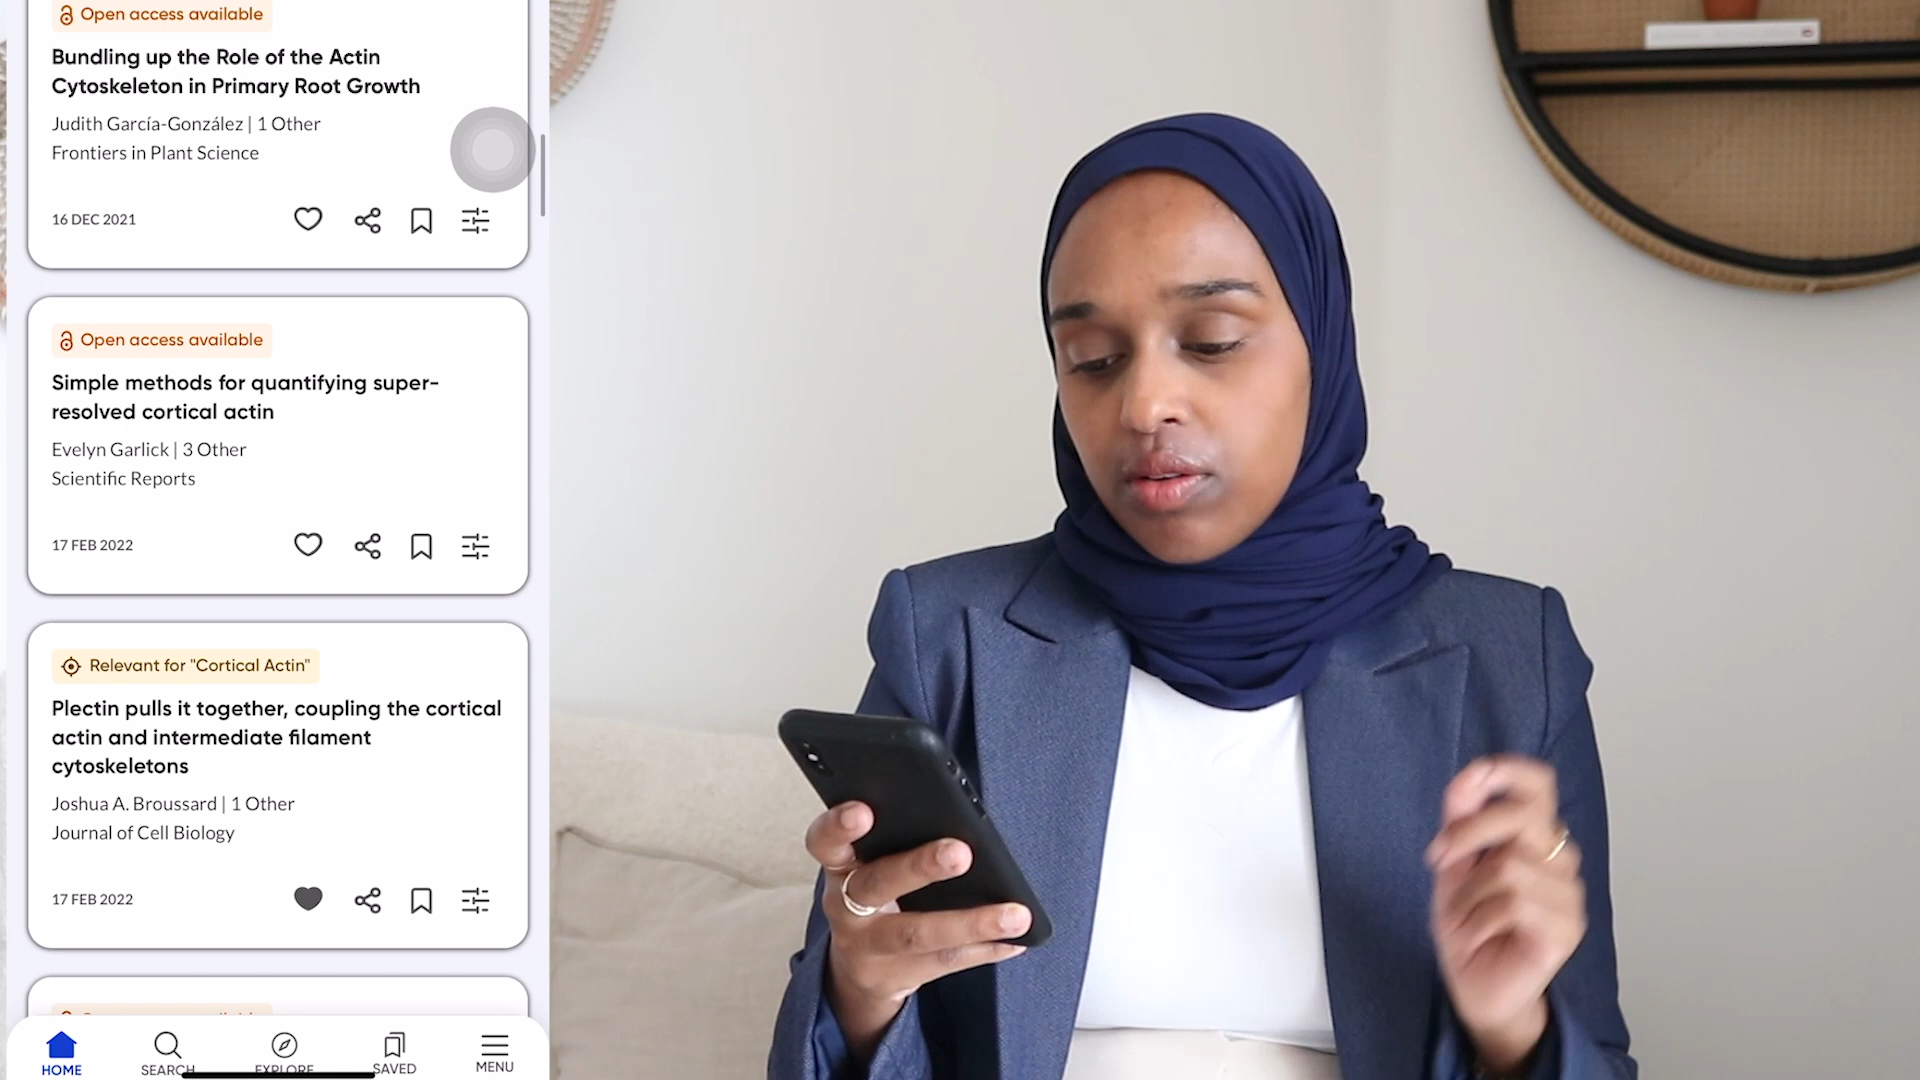 Open access available
Bundling up the Role of the Actin
Cytoskeleton in Primary Root Growth
Judith García-González | 1 Other
Frontiers in Plant Science
16 DEC 2021
Open access available
Simple methods for quantifying super-
resolved cortical actin
Evelyn Garlick | 3 Other
Scientific Reports
17 FEB 2022
Relevant for "Cortical Actin"
Plectin pulls it together, coupling the cortical
actin and intermediate filament
cytoskeletons
Joshua A. Broussard | 1 Other
Journal of Cell Biology
17 FEB 2022
HOME
SEARCH
EXPLORE
SAVED
MENU